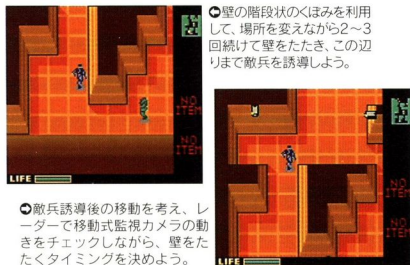 ➲壁の階段状のくぼみを利用
して、場所を変えながら2～3
回続けて壁をたたき、この辺
りまで敵兵を誘導しよう。
NO
ITEM
NO
ITEM
LIFE
➲敵兵誘導後の移動を考え、レ
ーダーで移動式監視カメラの動
きをチェックしながら、壁をた
たくタイミングを決めよう。
NO
ITEM
NO
ITEM
LIFE